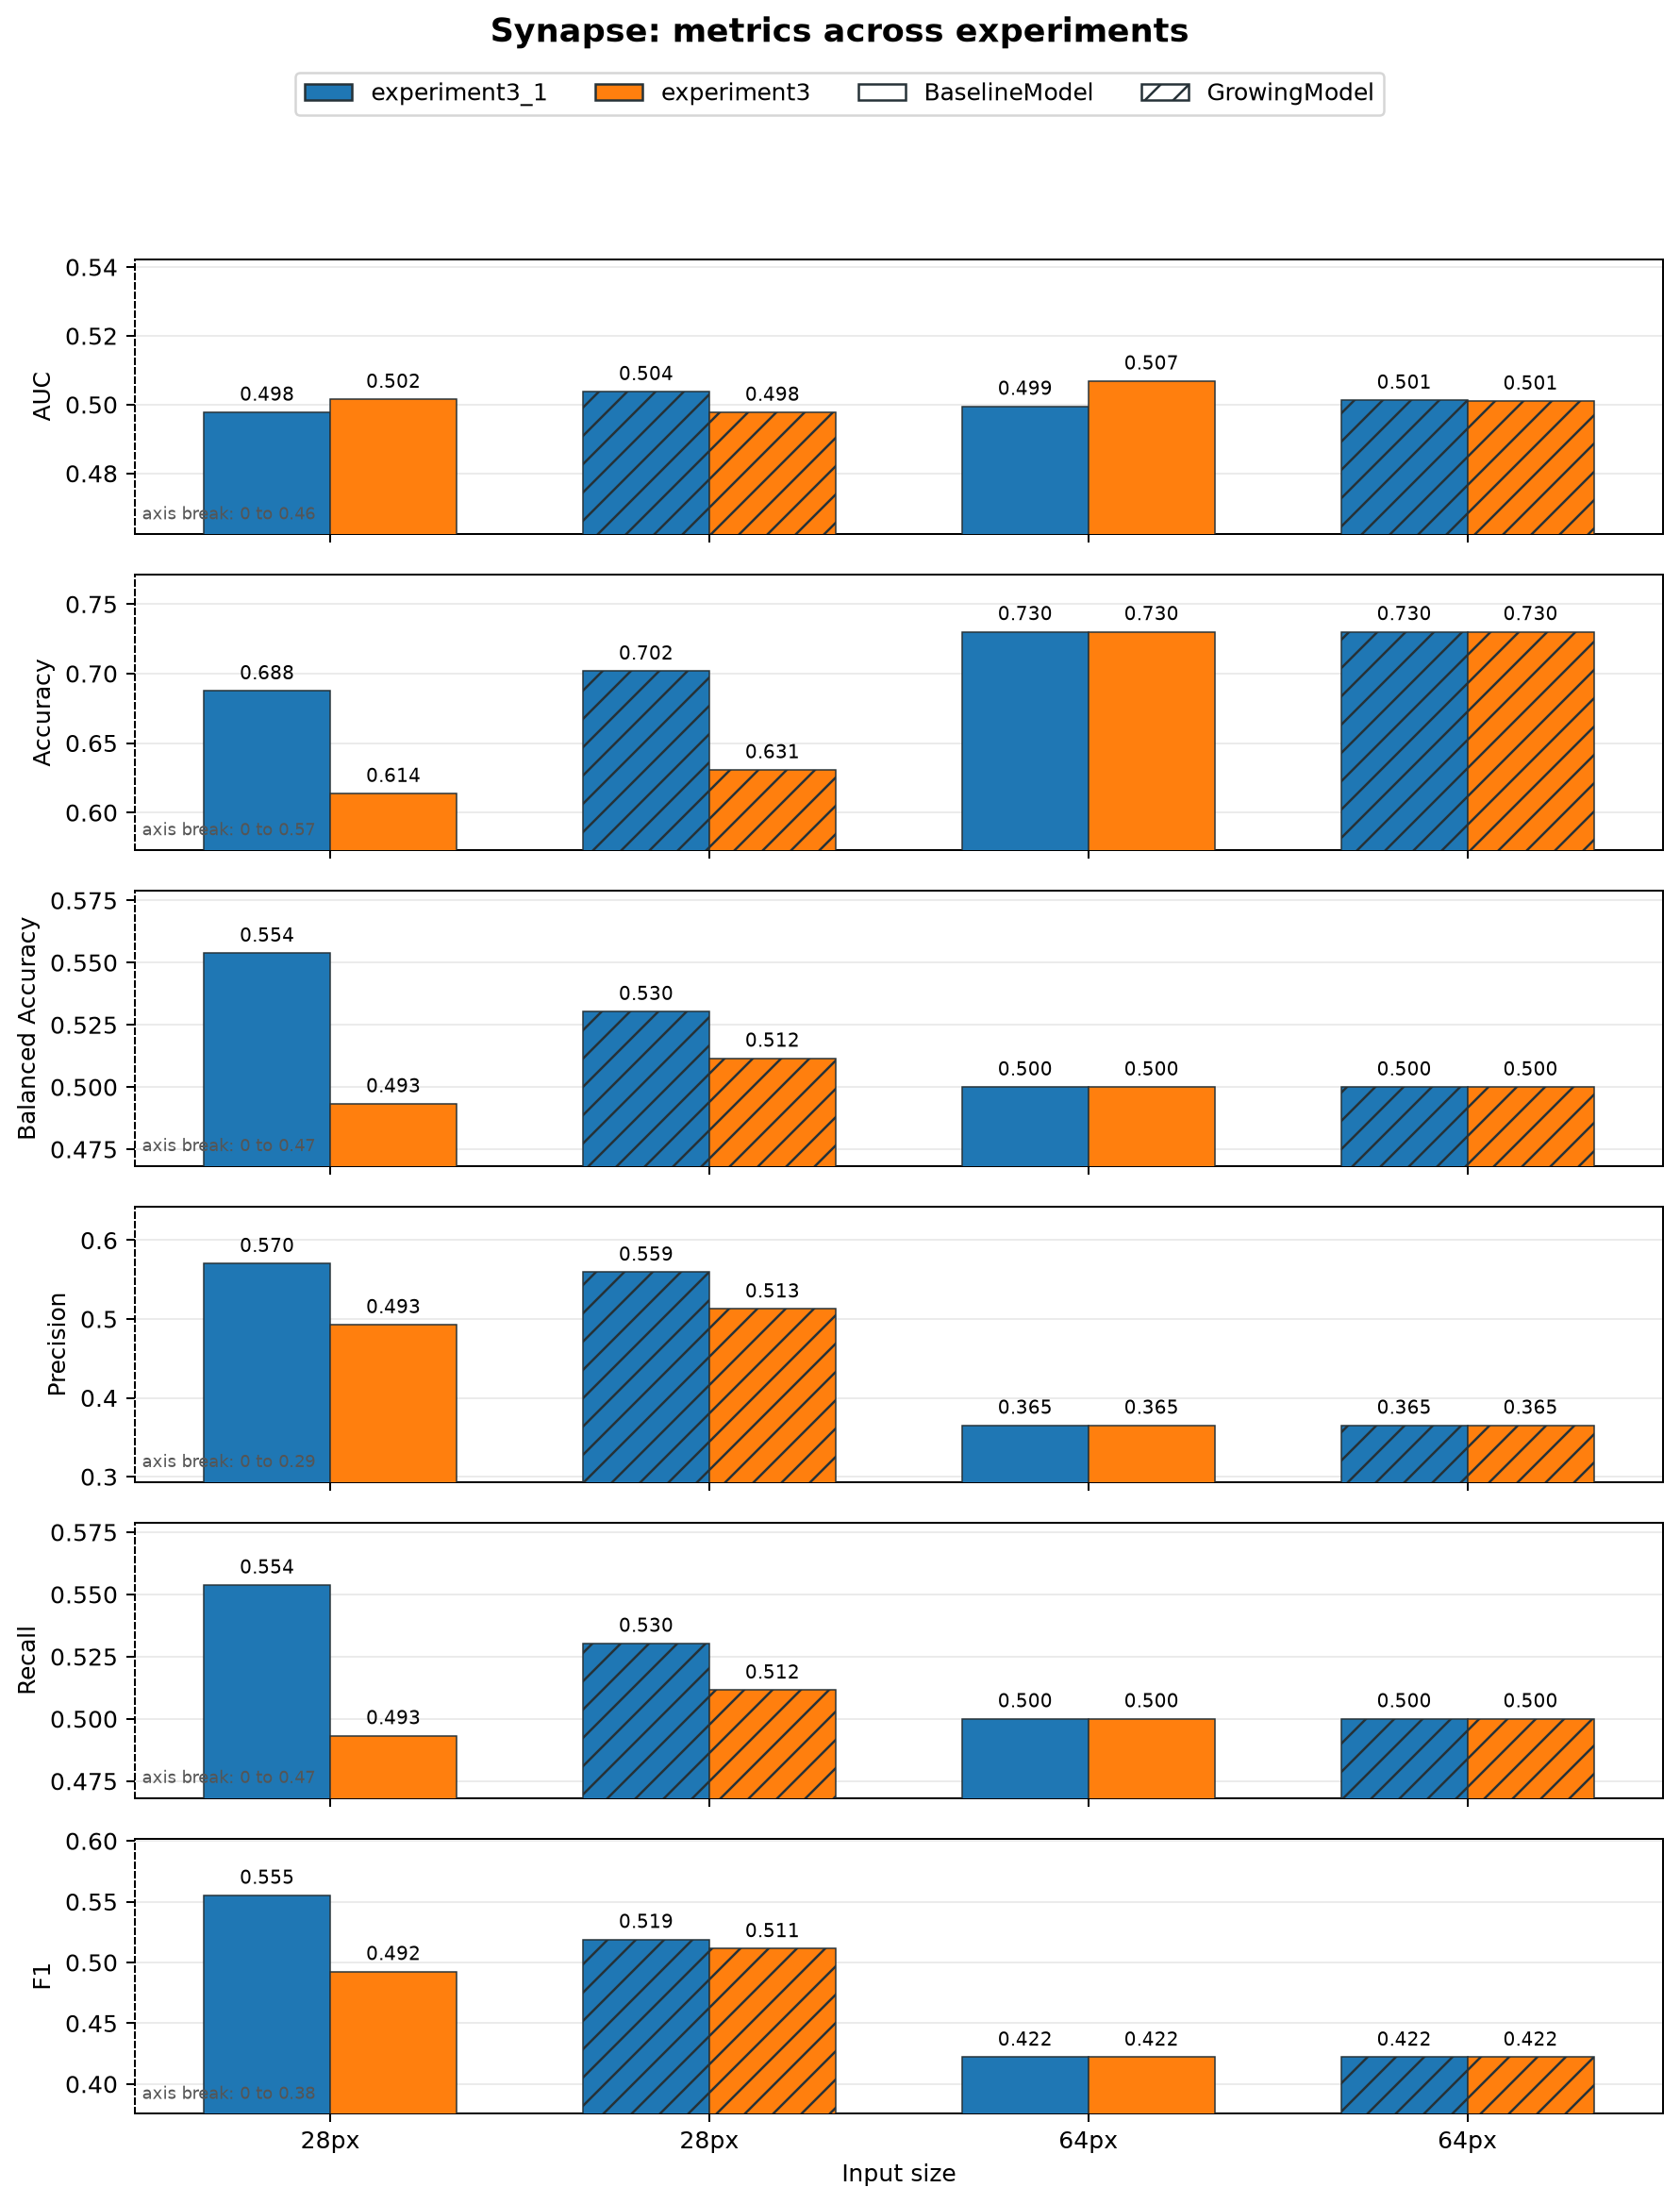 Synapse: metrics across experiments
experiment3_1 experiment3 BaselineModel GrowingModel
AUC
0.54
0.52
0.50
0.48
0.498 0.502 0.504 0.498 0.499 0.507 0.501 0.501
axis break: 0 to 0.46
Accuracy
0.75
0.70
0.65
0.60
0.688 0.614 0.702 0.631 0.730 0.730 0.730 0.730
axis break: 0 to 0.57
Balanced Accuracy
0.575
0.550
0.525
0.500
0.475
0.554 0.493 0.530 0.512 0.500 0.500 0.500 0.500
axis break: 0 to 0.47
Precision
0.6
0.5
0.4
0.3
0.570 0.493 0.559 0.513 0.365 0.365 0.365 0.365
axis break: 0 to 0.29
Recall
0.575
0.550
0.525
0.500
0.475
0.554 0.493 0.530 0.512 0.500 0.500 0.500 0.500
axis break: 0 to 0.47
F1
0.60
0.55
0.50
0.45
0.40
0.555 0.492 0.519 0.511 0.422 0.422 0.422 0.422
axis break: 0 to 0.38
28px 28px 64px 64px
Input size